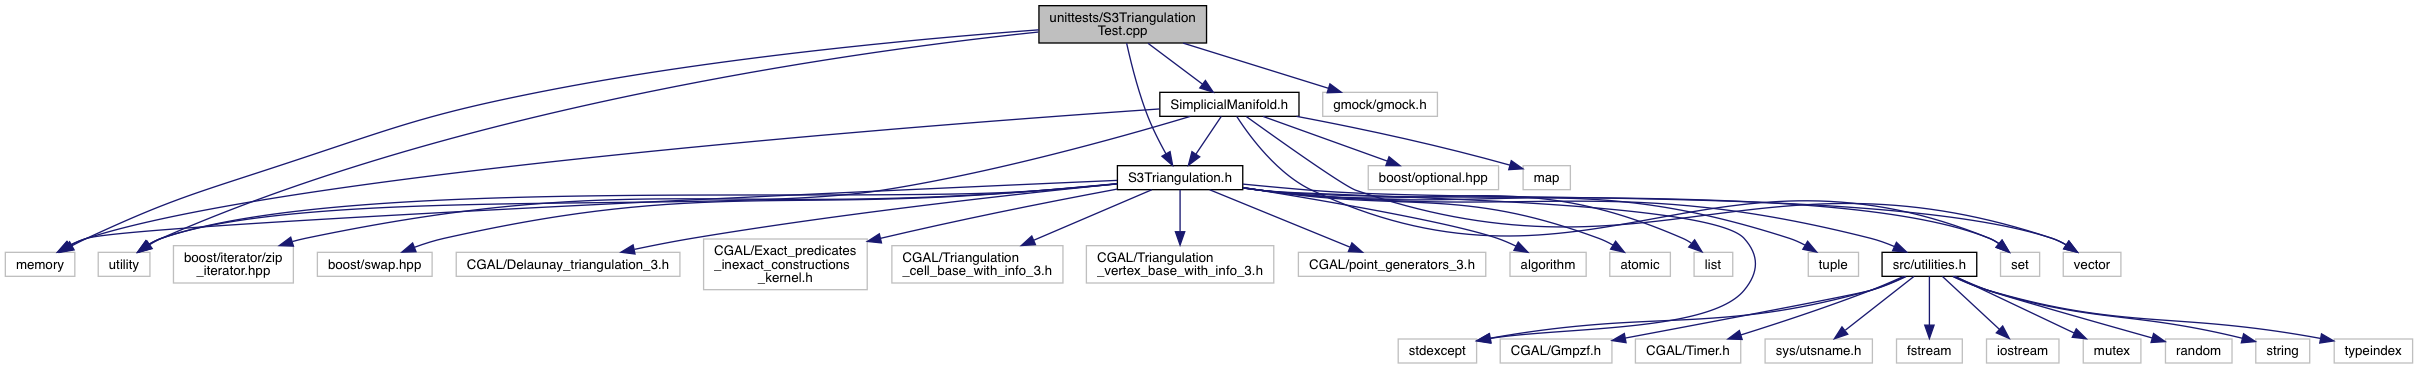 unittests/S3Triangulation
Test.cpp
SimplicialManifold.h
gmock/gmock.h
S3Triangulation.h
boost/optional.hpp
map
memory
utility
boost/iterator/zip
_iterator.hpp
boost/swap.hpp
CGAL/Delaunay_triangulation_3.h
CGAL/Exact_predicates
_inexact_constructions
_kernel.h
CGAL/Triangulation
_cell_base_with_info_3.h
CGAL/Triangulation
_vertex_base_with_info_3.h
CGAL/point_generators_3.h
algorithm
atomic
list
tuple
src/utilities.h
set
vector
stdexcept
CGAL/Gmpzf.h
CGAL/Timer.h
sys/utsname.h
fstream
iostream
mutex
random
string
typeindex